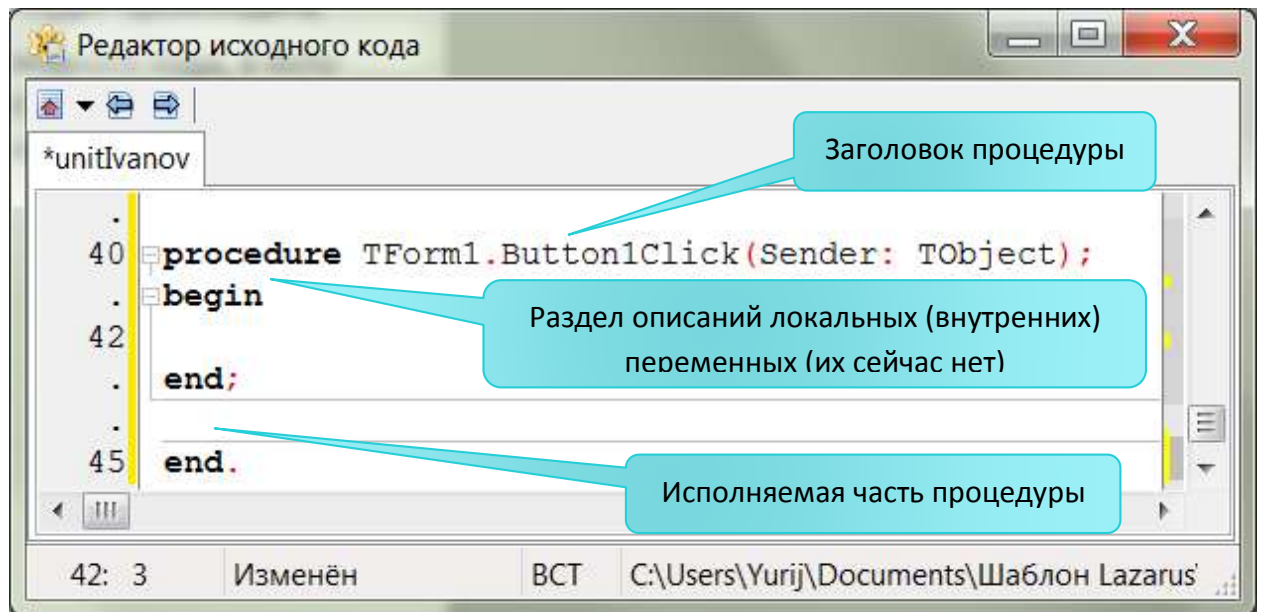 Редактор исходного кода
*unitIvanov
Заголовок процедуры
.
40 procedure TForm1.Button1Click(Sender: TObject);
. begin
Раздел описаний локальных (внутренних)
переменных (их сейчас нет)
42
. end;
.
45 end.
Исполняемая часть процедуры
42: 3 Изменён ВСТ C:\Users\Yurij\Documents\Шаблон Lazarus\